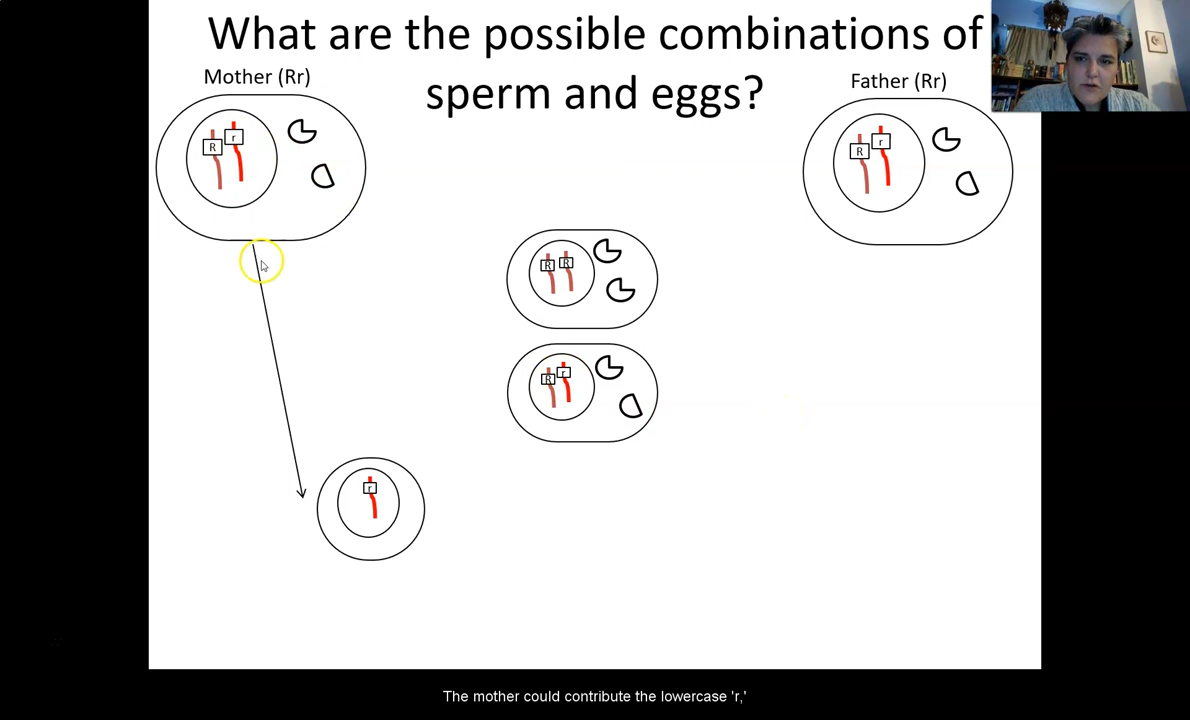 What are the possible combinations of
sperm and eggs?
Mother (Rr)
Father (Rr)
R
r
R
r
R
R
R
r
r
The mother could contribute the lowercase 'r,'